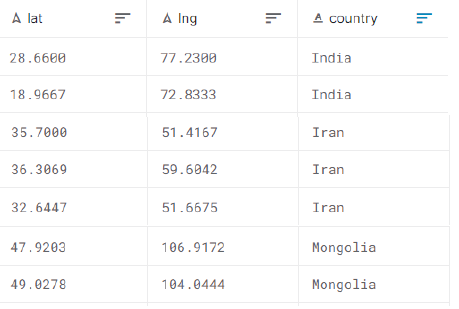 lat lng country
28.6600 77.2300 India
18.9667 72.8333 India
35.7000 51.4167 Iran
36.3069 59.6042 Iran
32.6447 51.6675 Iran
47.9203 106.9172 Mongolia
49.0278 104.0444 Mongolia